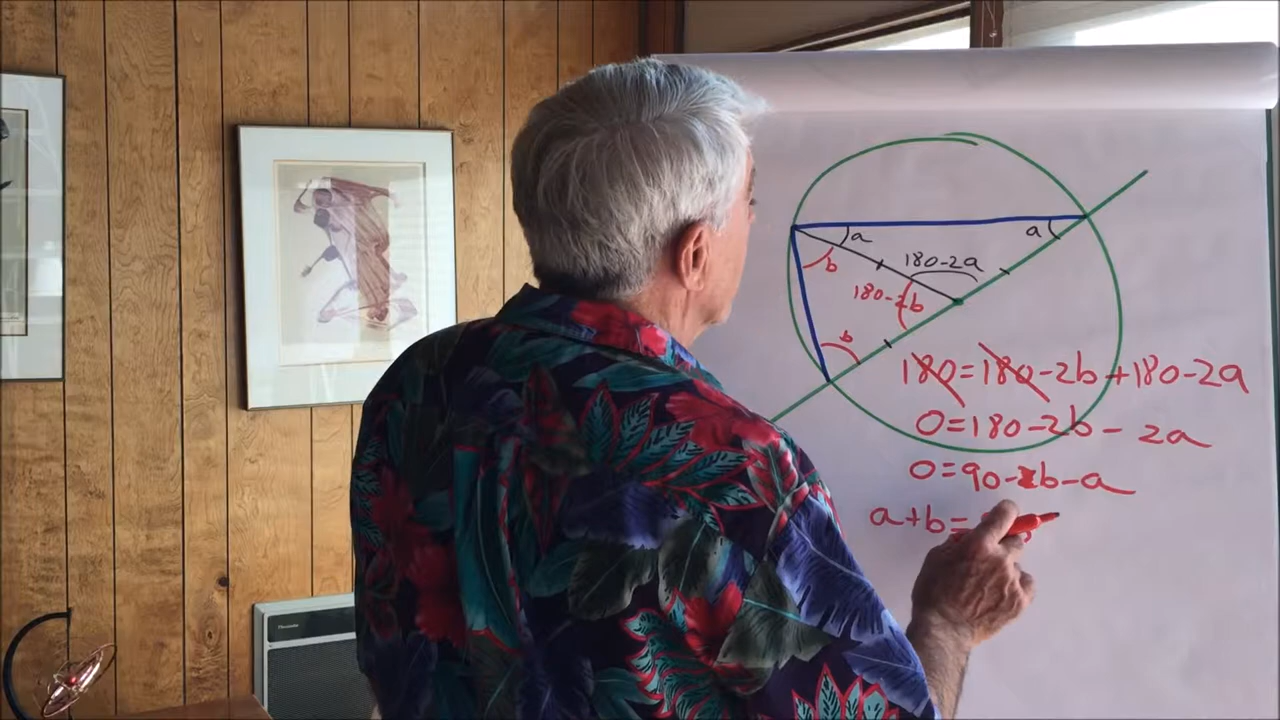 a
a
180-2a
b
180-2b
b
180=180-2b+180-2a
0=180-2b-2a
0=90-b-a
a+b=